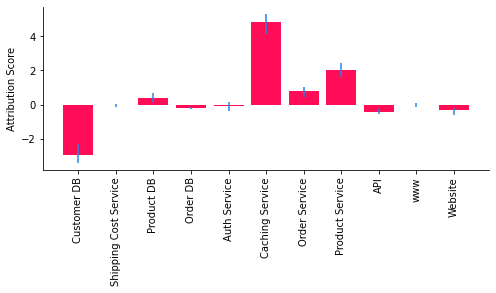 Attribution Score
4
2
0
−2
Customer DB
Shipping Cost Service
Product DB
Order DB
Auth Service
Caching Service
Order Service
Product Service
API
www
Website